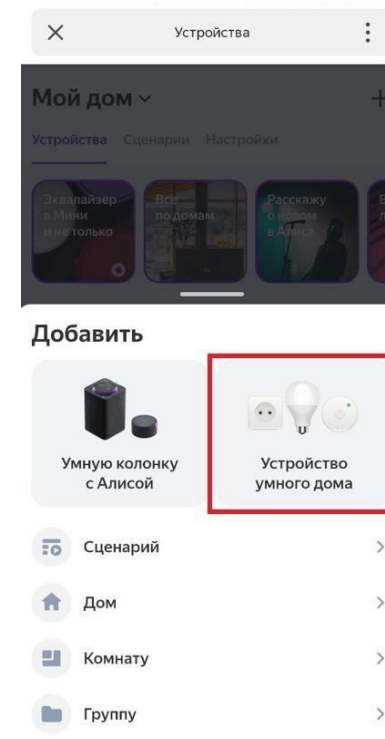 Устройства
Мой дом
Устройства Сценарии Настройки
Эквалайзер
в Мини
и не только
Все
по домам
Расскажу
о новом
в Алисе
Добавить
Умную колонку
с Алисой
Устройство
умного дома
Сценарий
Дом
Комнату
Группу